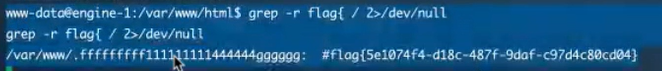 www-data@engine-1:/var/www/html$ grep -r flag{ / 2>/dev/null
grep -r flag{ / 2>/dev/null
/var/www/.fffffffff111111111444444gggggg: #flag{5e1074f4-d18c-487f-9daf-c97d4c80cd04}